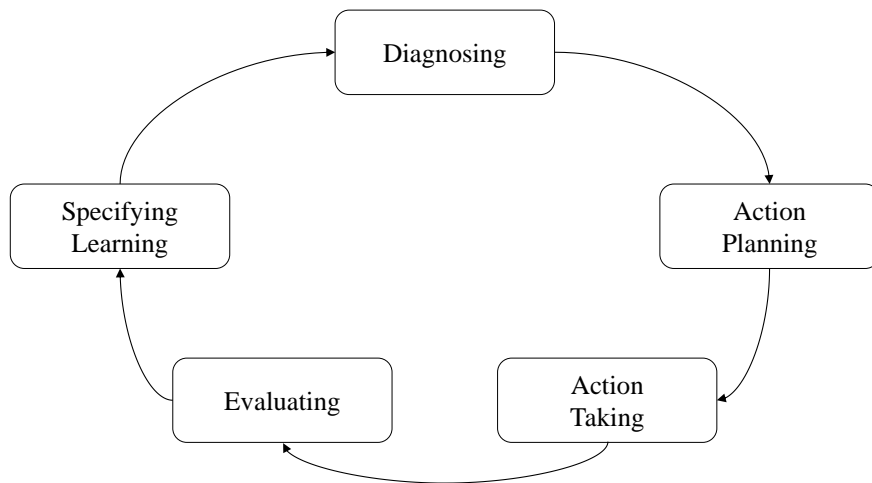 Diagnosing
Action
Planning
Action
Taking
Evaluating
Specifying
Learning